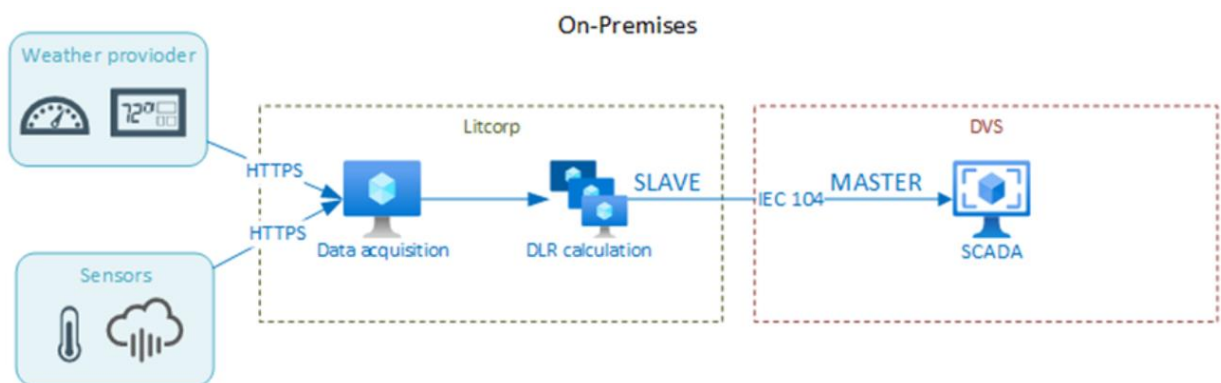 On-Premises
Weather provioder
72°
Litcorp
DVS
HTTPS
SLAVE
IEC 104
MASTER
HTTPS
Data acquisition
DLR calculation
SCADA
Sensors